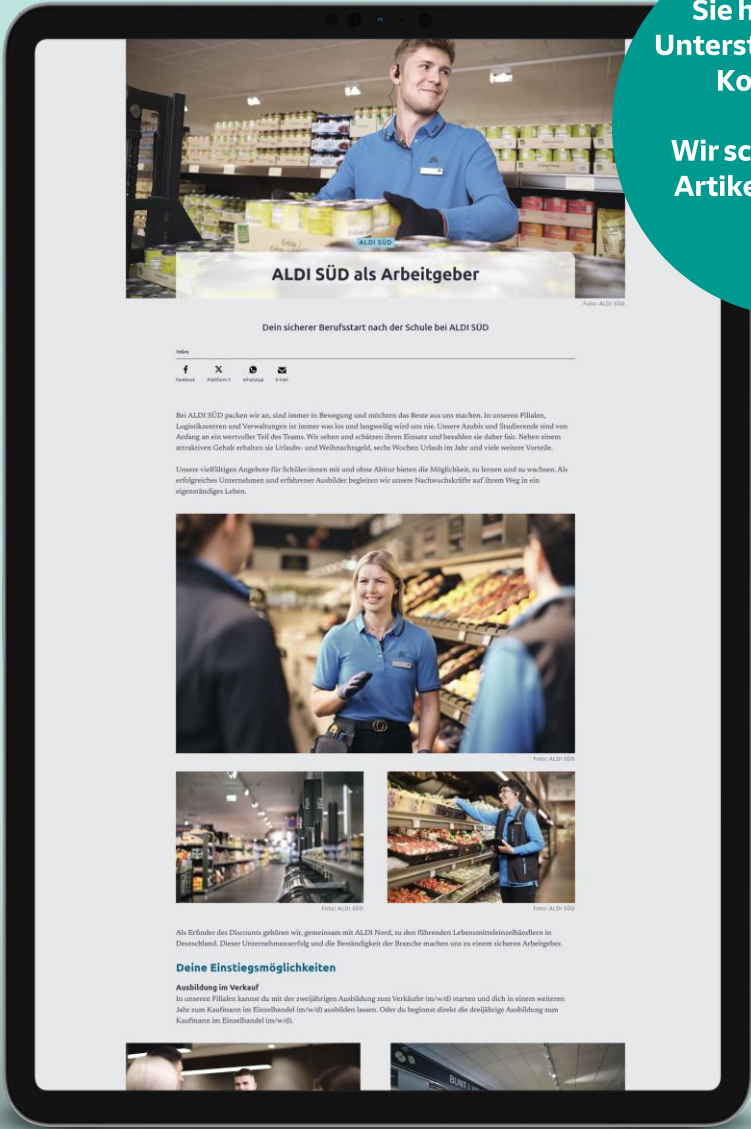 Sie h
Unterst
Ko
Wir sc
Artike
ALDI SÜD
ALDI SÜD als Arbeitgeber
Foto: ALDI SÜD
Dein sicherer Berufsstart nach der Schule bei ALDI SÜD
Teilen
Facebook Plattform X WhatsApp E-mail
Bei ALDI SÜD packen wir an, sind immer in Bewegung und möchten das Beste aus uns machen. In unseren Filialen,
Logistikzentren und Verwaltungen ist immer was los und langweilig wird uns nie. Unsere Azubis und Studierende sind von
Anfang an ein wertvoller Teil des Teams. Wir sehen und schätzen ihren Einsatz und bezahlen sie daher fair. Neben einem
attraktiven Gehalt erhalten sie Urlaubs- und Weihnachtsgeld, sechs Wochen Urlaub im Jahr und viele weitere Vorteile.
Unsere vielfältigen Angebote für Schüler:innen mit und ohne Abitur bieten die Möglichkeit, zu lernen und zu wachsen. Als
erfolgreiches Unternehmen und erfahrener Ausbilder begleiten wir unsere Nachwuchskräfte auf ihrem Weg in ein
eigenständiges Leben.
Foto: ALDI SÜD
Foto: ALDI SÜD
Foto: ALDI SÜD
Als Erfinder des Discounts gehören wir, gemeinsam mit ALDI Nord, zu den führenden Lebensmitteleinzelhändlern in
Deutschland. Dieser Unternehmenserfolg und die Beständigkeit der Branche machen uns zu einem sicheren Arbeitgeber.
Deine Einstiegsmöglichkeiten
Ausbildung im Verkauf
In unseren Filialen kannst du mit der zweijährigen Ausbildung zum Verkäufer (m/w/d) starten und dich in einem weiteren
Jahr zum Kaufmann im Einzelhandel (m/w/d) ausbilden lassen. Oder du beginnst direkt die dreijährige Ausbildung zum
Kaufmann im Einzelhandel (m/w/d).
BUNT